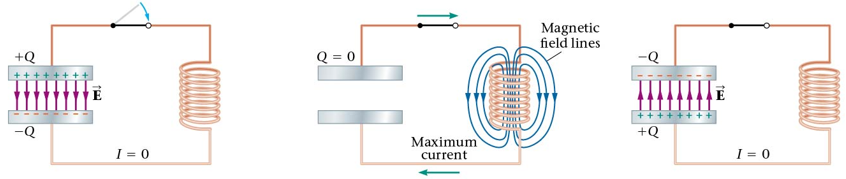 +Q
+ + + + + + + +
E
− − − − − − − −
−Q
I = 0
Q = 0
Magnetic
field lines
Maximum
current
−Q
− − − − − − − −
E
+ + + + + + + +
+Q
I = 0